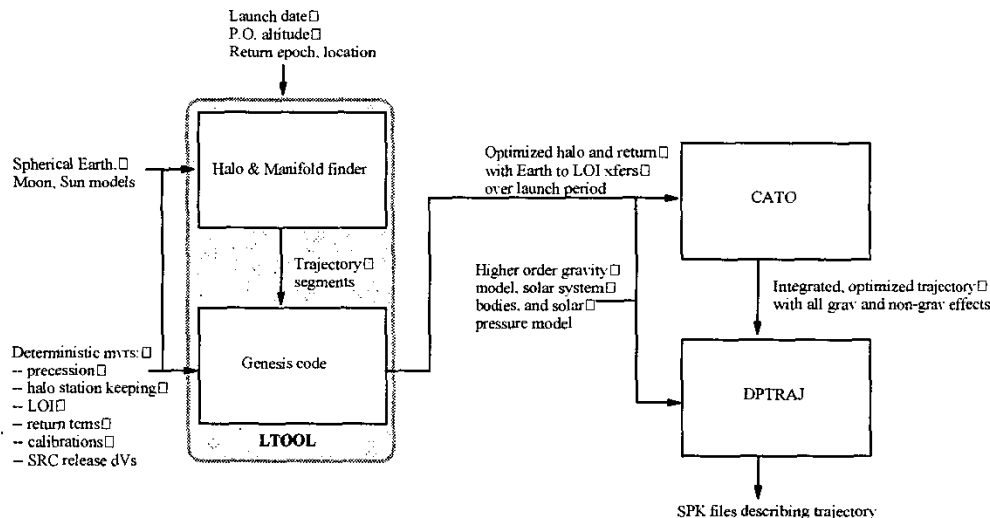 Launch date
P.O. altitude
Return epoch, location
Spherical Earth,
Moon, Sun models
Halo & Manifold finder
Trajectory
segments
Deterministic mvrs:
– precession
– halo station keeping
– LOI
– return tcms
– calibrations
– SRC release dVs
Genesis code
LTOOL
Optimized halo and return
with Earth to LOI xfers
over launch period
CATO
Higher order gravity
model, solar system
bodies, and solar
pressure model
Integrated, optimized trajectory
with all grav and non-grav effects
DPTRAJ
SPK files describing trajectory